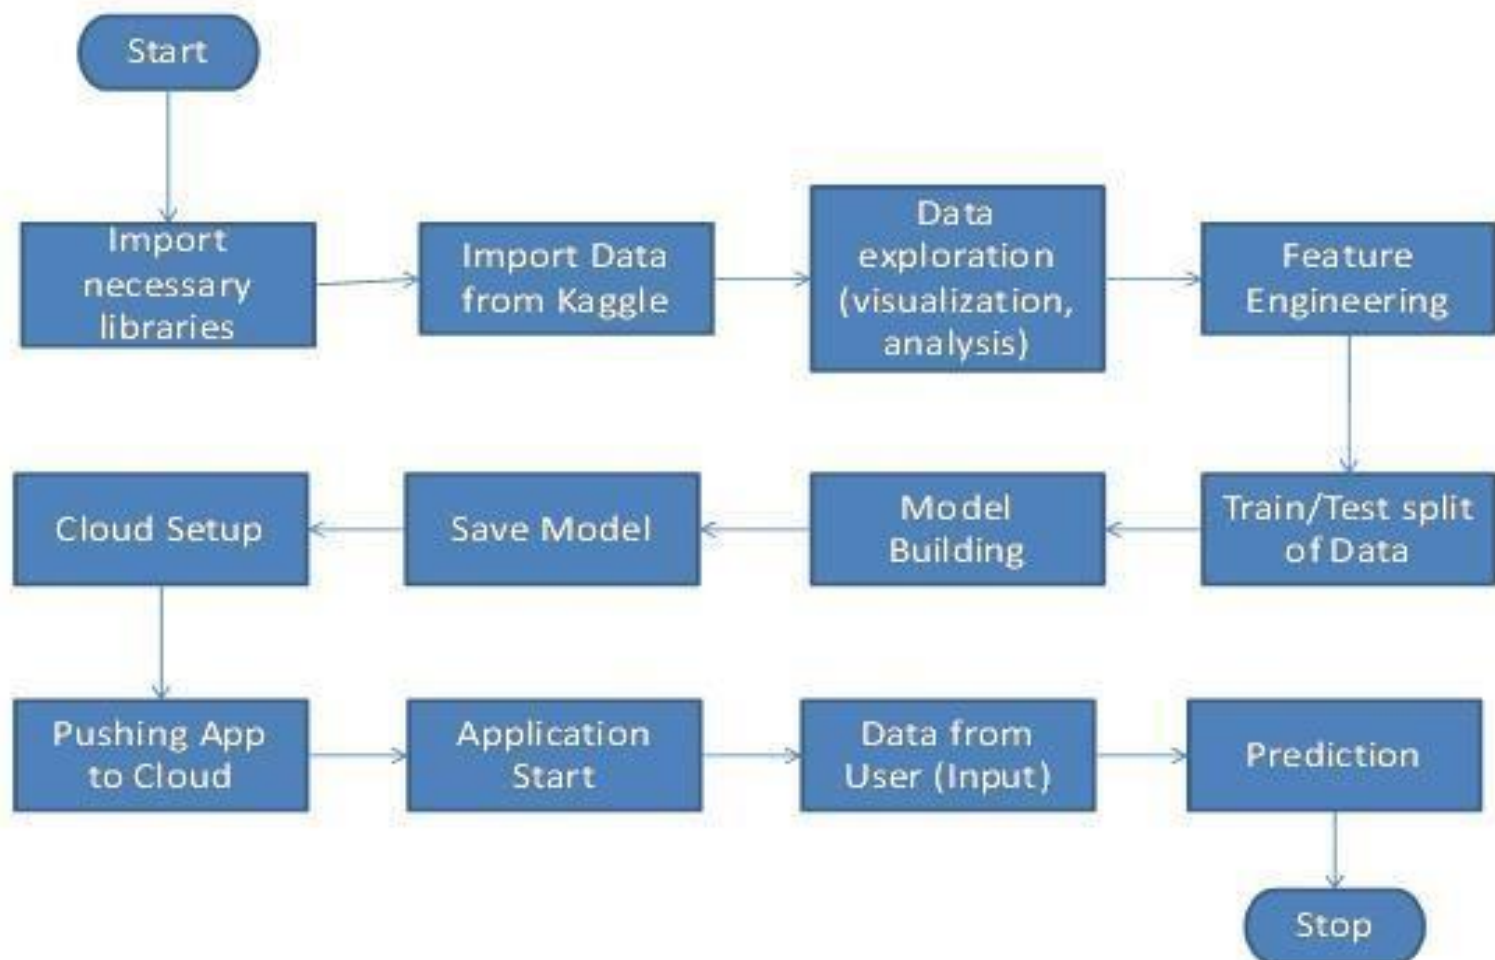 Start
Import
necessary
libraries
Import Data
from Kaggle
Data
exploration
(visualization,
analysis)
Feature
Engineering
Train/Test split
of Data
Model
Building
Save Model
Cloud Setup
Pushing App
to Cloud
Application
Start
Data from
User (Input)
Prediction
Stop